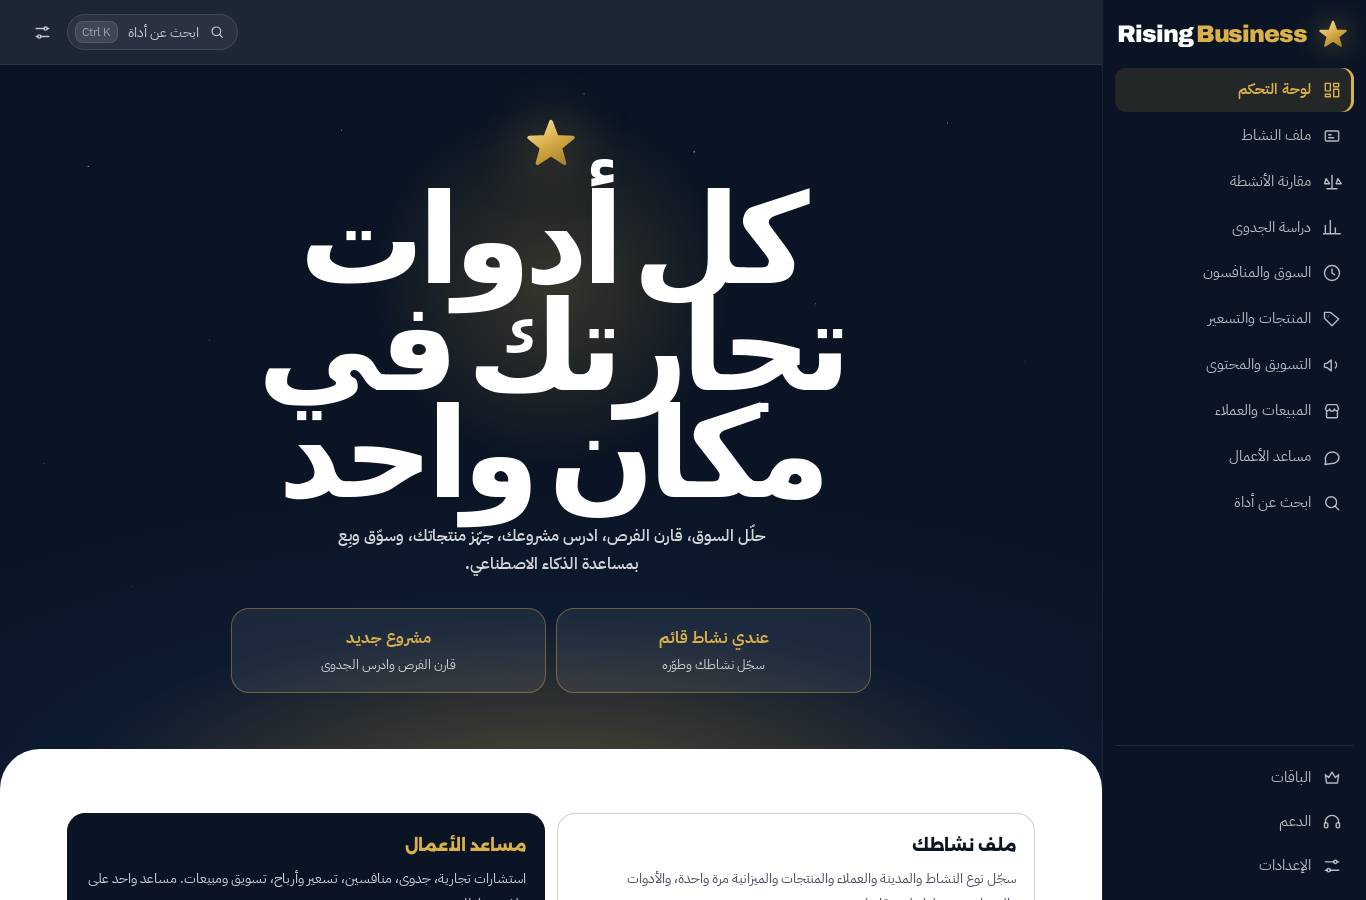 Rising Business
لوحة التحكم
ملف النشاط
مقارنة الأنشطة
دراسة الجدوى
السوق والمنافسون
المنتجات والتسعير
التسويق والمحتوى
المبيعات والعملاء
مساعد الأعمال
ابحث عن أداة
الباقات
الدعم
الإعدادات
ابحث عن أداة Ctrl K
كل أدوات
تجارتك في
مكان واحد
حلّل السوق، قارن الفرص، ادرس مشروعك، جهّز منتجاتك، وسوّق وبِع
بمساعدة الذكاء الاصطناعي.
عندي نشاط قائم
سجّل نشاطك وطوّره
مشروع جديد
قارن الفرص وادرس الجدوى
ملف نشاطك
سجّل نوع النشاط والمدينة والعملاء والمنتجات والميزانية مرة واحدة، والأدوات
مساعد الأعمال
استشارات تجارية، جدوى، منافسين، تسعير وأرباح، تسويق ومبيعات. مساعد واحد على